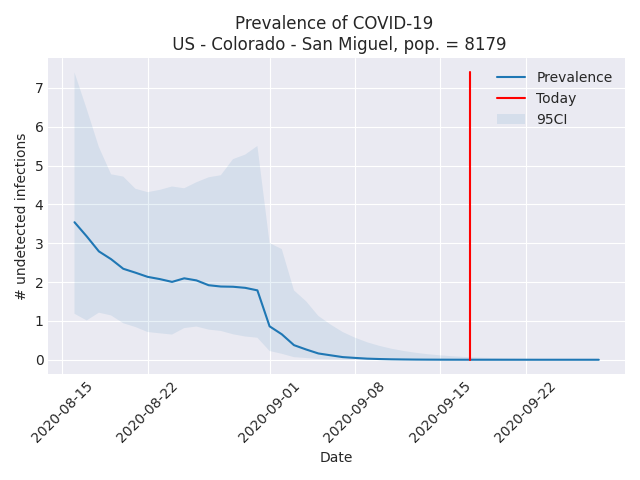 Prevalence of COVID-19
US - Colorado - San Miguel, pop. = 8179
Prevalence
Today
95CI
# undetected infections
7
6
5
4
3
2
1
0
2020-08-15
2020-08-22
2020-09-01
2020-09-08
2020-09-15
2020-09-22
Date